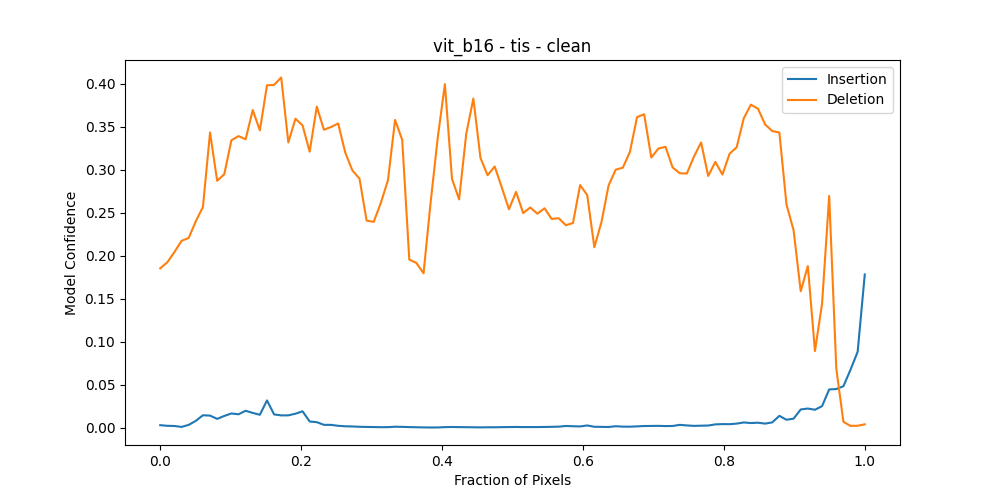 vit_b16 - tis - clean
Insertion
Deletion
Model Confidence
0.40
0.35
0.30
0.25
0.20
0.15
0.10
0.05
0.00
0.0 0.2 0.4 0.6 0.8 1.0
Fraction of Pixels